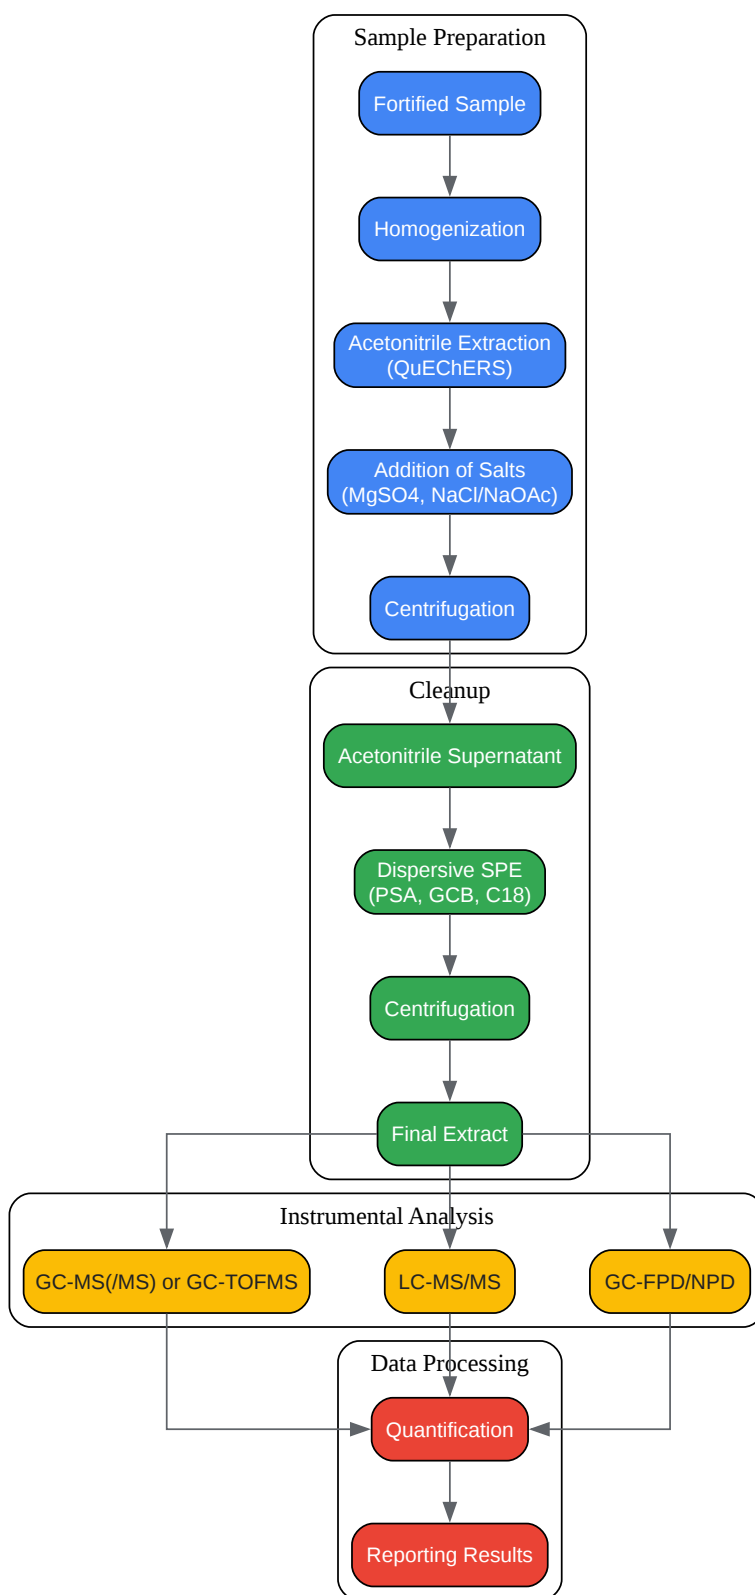 Sample Preparation
Fortified Sample
Homogenization
Acetonitrile Extraction
(QuEChERS)
Addition of Salts
(MgSO4, NaCl/NaOAc)
Centrifugation
Cleanup
Acetonitrile Supernatant
Dispersive SPE
(PSA, GCB, C18)
Centrifugation
Final Extract
Instrumental Analysis
GC-MS(/MS) or GC-TOFMS
LC-MS/MS
GC-FPD/NPD
Data Processing
Quantification
Reporting Results